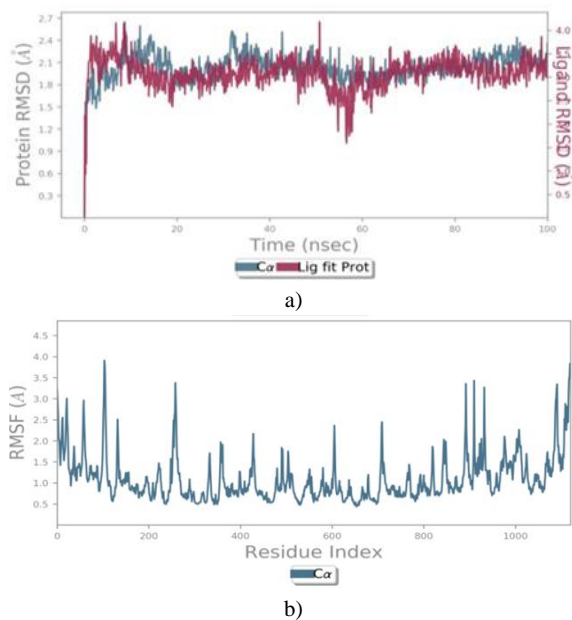 2.7
2.4
2.1
1.8
1.5
1.2
0.9
0.6
0.3
Protein RMSD (Å)
4.0
0.5
Ligand RMSD (Å)
0 20 40 60 80 100
Time (nsec)
Cα Lig fit Prot
a)
4.5
4.0
3.5
3.0
2.5
2.0
1.5
1.0
0.5
RMSF (Å)
0 200 400 600 800 1000
Residue Index
Cα
b)